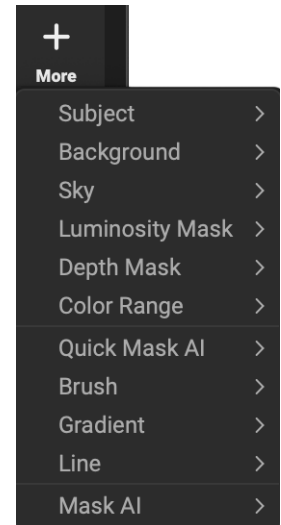 More
Subject
Background
Sky
Luminosity Mask
Depth Mask
Color Range
Quick Mask AI
Brush
Gradient
Line
Mask AI